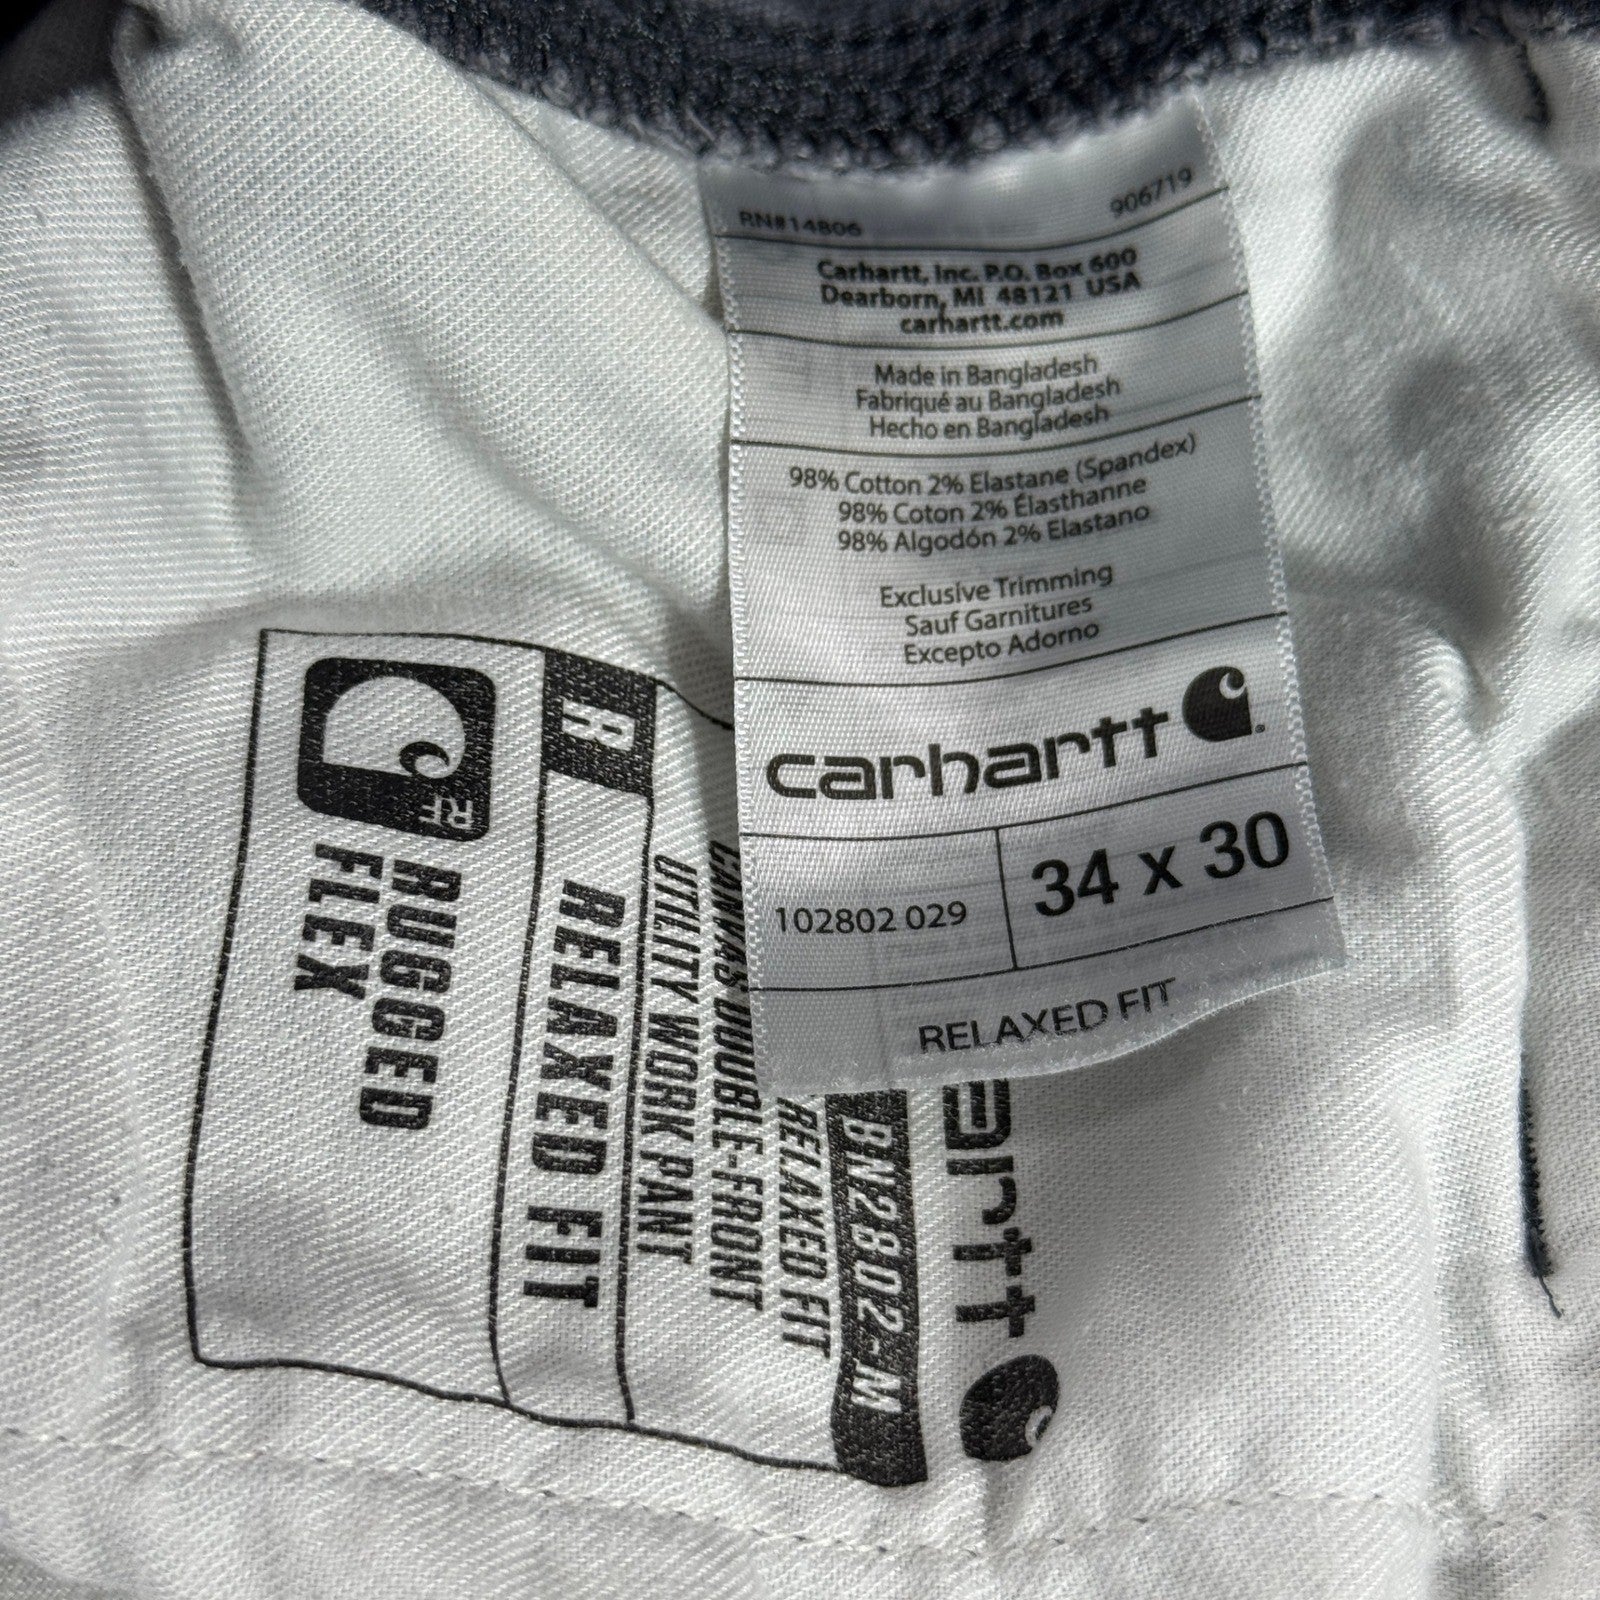 RN#14806
906719
Carhartt, Inc. P.O. Box 600
Dearborn, MI 48121 USA
carhartt.com
Made in Bangladesh
Fabriqué au Bangladesh
Hecho en Bangladesh
98% Cotton 2% Elastane (Spandex)
98% Coton 2% Élasthanne
98% Algodón 2% Elastano
Exclusive Trimming
Sauf Garnitures
Excepto Adorno
carhartt
102802 029
34 x 30
RELAXED FIT
artt
BN2802-M
RELAXED FIT
CANVAS DOUBLE-FRONT
UTILITY WORK PANT
R
RELAXED FIT
RF
RUGGED
FLEX